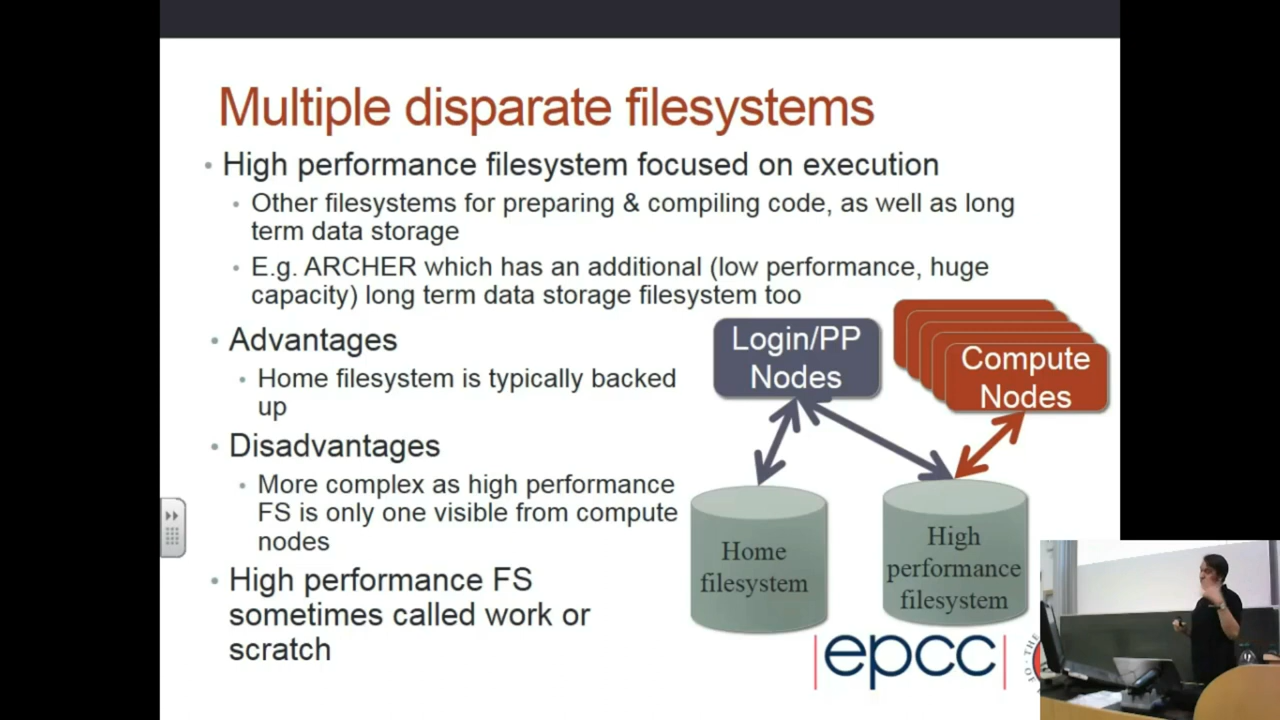 Multiple disparate filesystems
• High performance filesystem focused on execution
• Other filesystems for preparing & compiling code, as well as long
term data storage
• E.g. ARCHER which has an additional (low performance, huge
capacity) long term data storage filesystem too
• Advantages
• Home filesystem is typically backed
up
• Disadvantages
• More complex as high performance
FS is only one visible from compute
nodes
• High performance FS
sometimes called work or
scratch
Login/PP
Nodes
Compute
Nodes
Home
filesystem
High
performance
filesystem
|epcc|